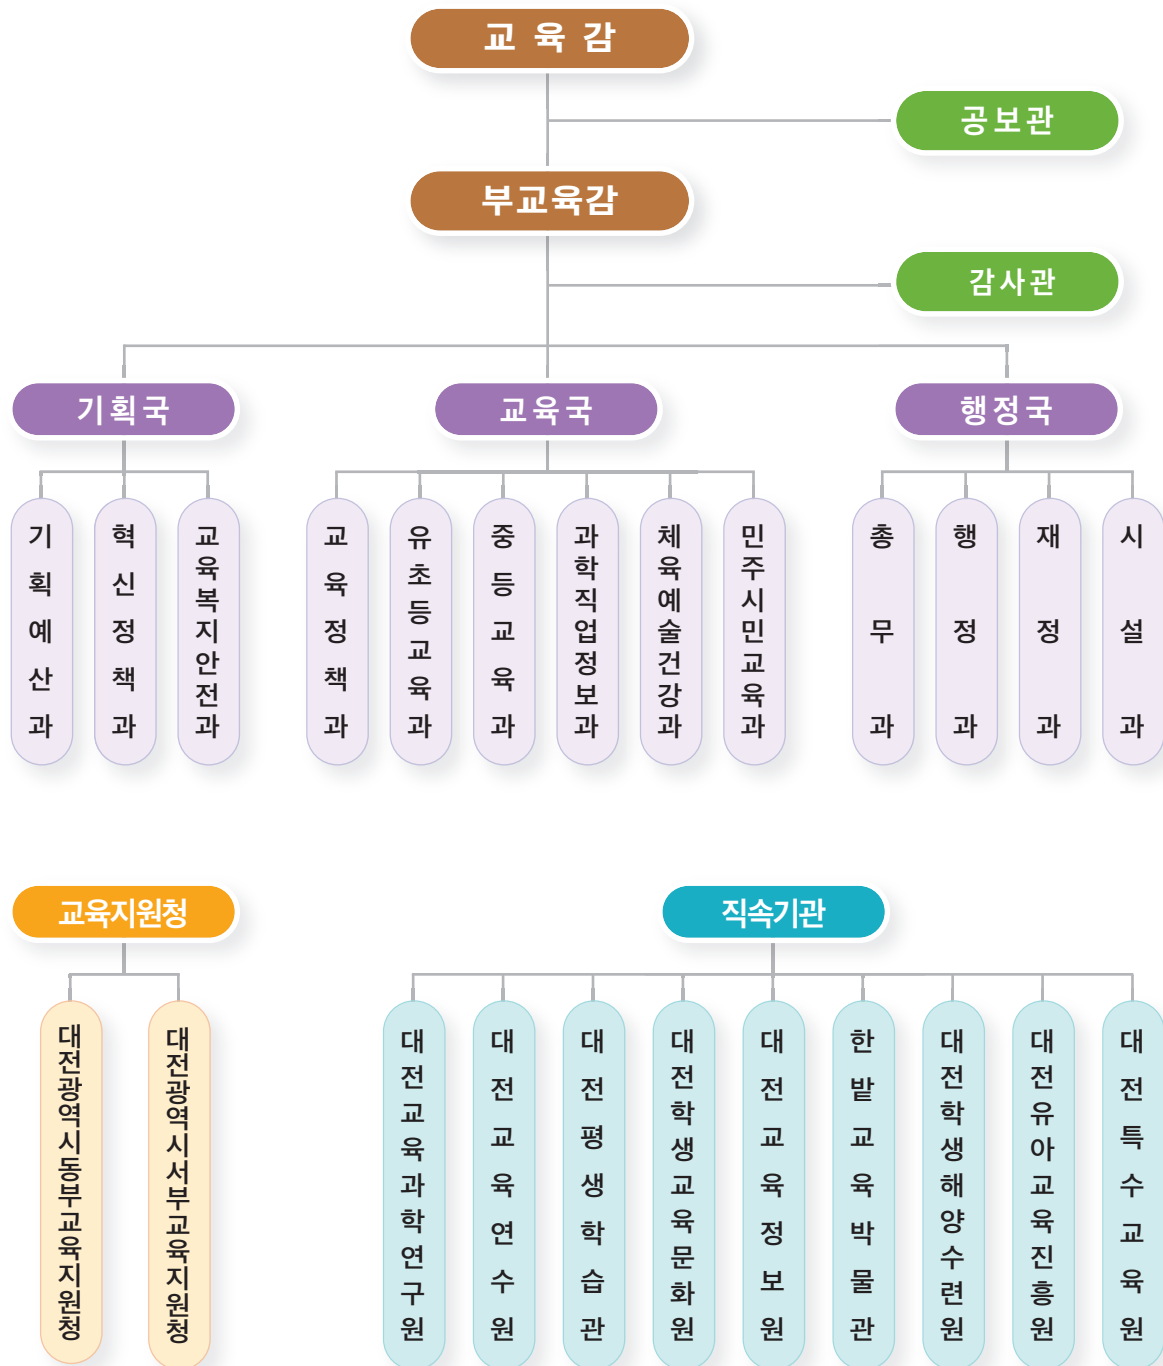 교육감
공보관
부교육감
감사관
기획국
교육국
행정국
기획예산과
혁신정책과
교육복지안전과
교육정책과
유초등교육과
중등교육과
과학직업정보과
체육예술건강과
민주시민교육과
총무과
행정과
재정과
시설과
교육지원청
직속기관
대전광역시동부교육지원청
대전광역시서부교육지원청
대전교육과학연구원
대전교육연수원
대전평생학습관
대전학생교육문화원
대전교육정보원
한밭교육박물관
대전학생해양수련원
대전유아교육진흥원
대전특수교육원